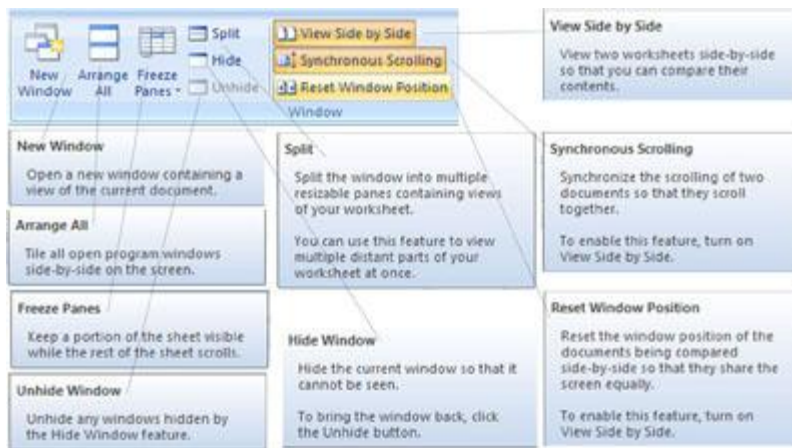 New Window
Arrange All
Freeze Panes
Split
Hide
Unhide
View Side by Side
Synchronous Scrolling
Reset Window Position
Window
View Side by Side
View two worksheets side-by-side
so that you can compare their
contents.
New Window
Open a new window containing a
view of the current document.
Arrange All
Tile all open program windows
side-by-side on the screen.
Freeze Panes
Keep a portion of the sheet visible
while the rest of the sheet scrolls.
Unhide Window
Unhide any windows hidden by
the Hide Window feature.
Split
Split the window into multiple
resizable panes containing views
of your worksheet.
You can use this feature to view
multiple distant parts of your
worksheet at once.
Hide Window
Hide the current window so that it
cannot be seen.
To bring the window back, click
the Unhide button.
Synchronous Scrolling
Synchronize the scrolling of two
documents so that they scroll
together.
To enable this feature, turn on
View Side by Side.
Reset Window Position
Reset the window position of the
documents being compared
side-by-side so that they share the
screen equally.
To enable this feature, turn on
View Side by Side.